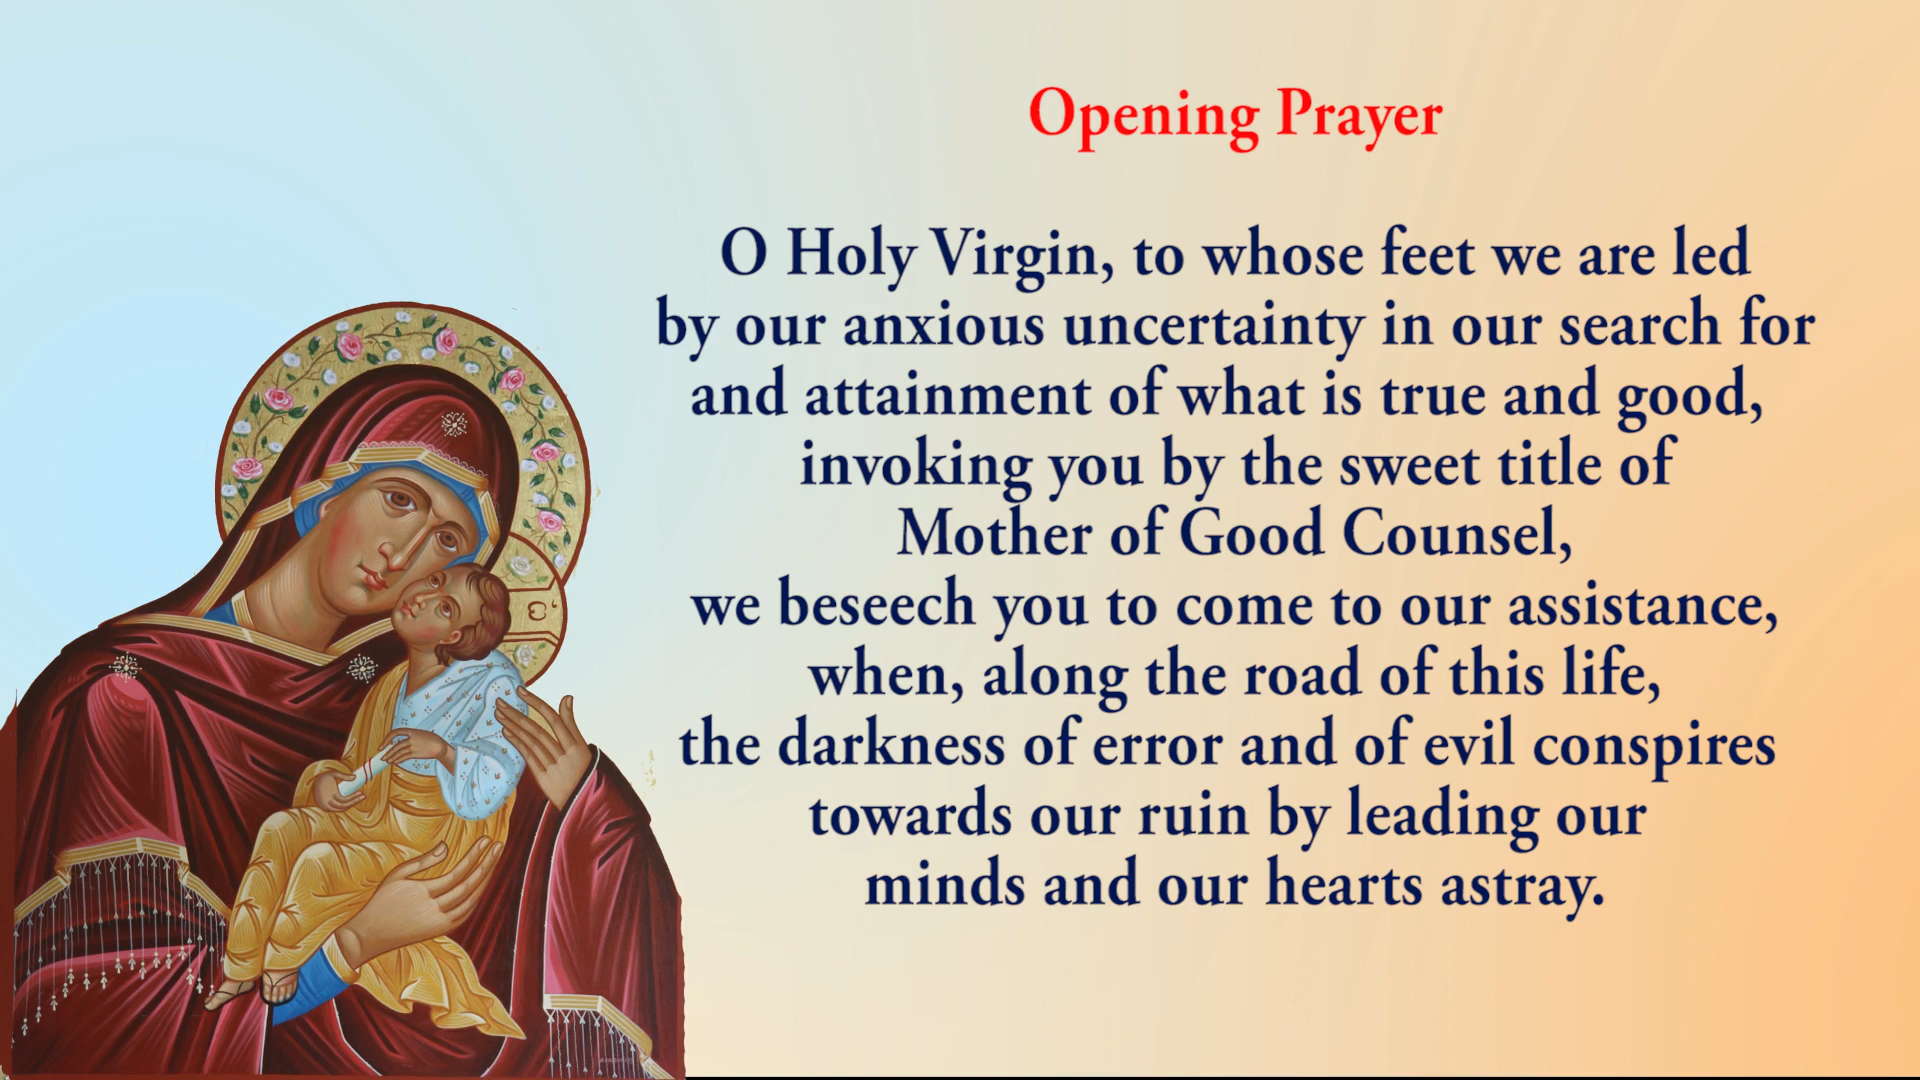 Opening Prayer
O Holy Virgin, to whose feet we are led
by our anxious uncertainty in our search for
and attainment of what is true and good,
invoking you by the sweet title of
Mother of Good Counsel,
we beseech you to come to our assistance,
when, along the road of this life,
the darkness of error and of evil conspires
towards our ruin by leading our
minds and our hearts astray.